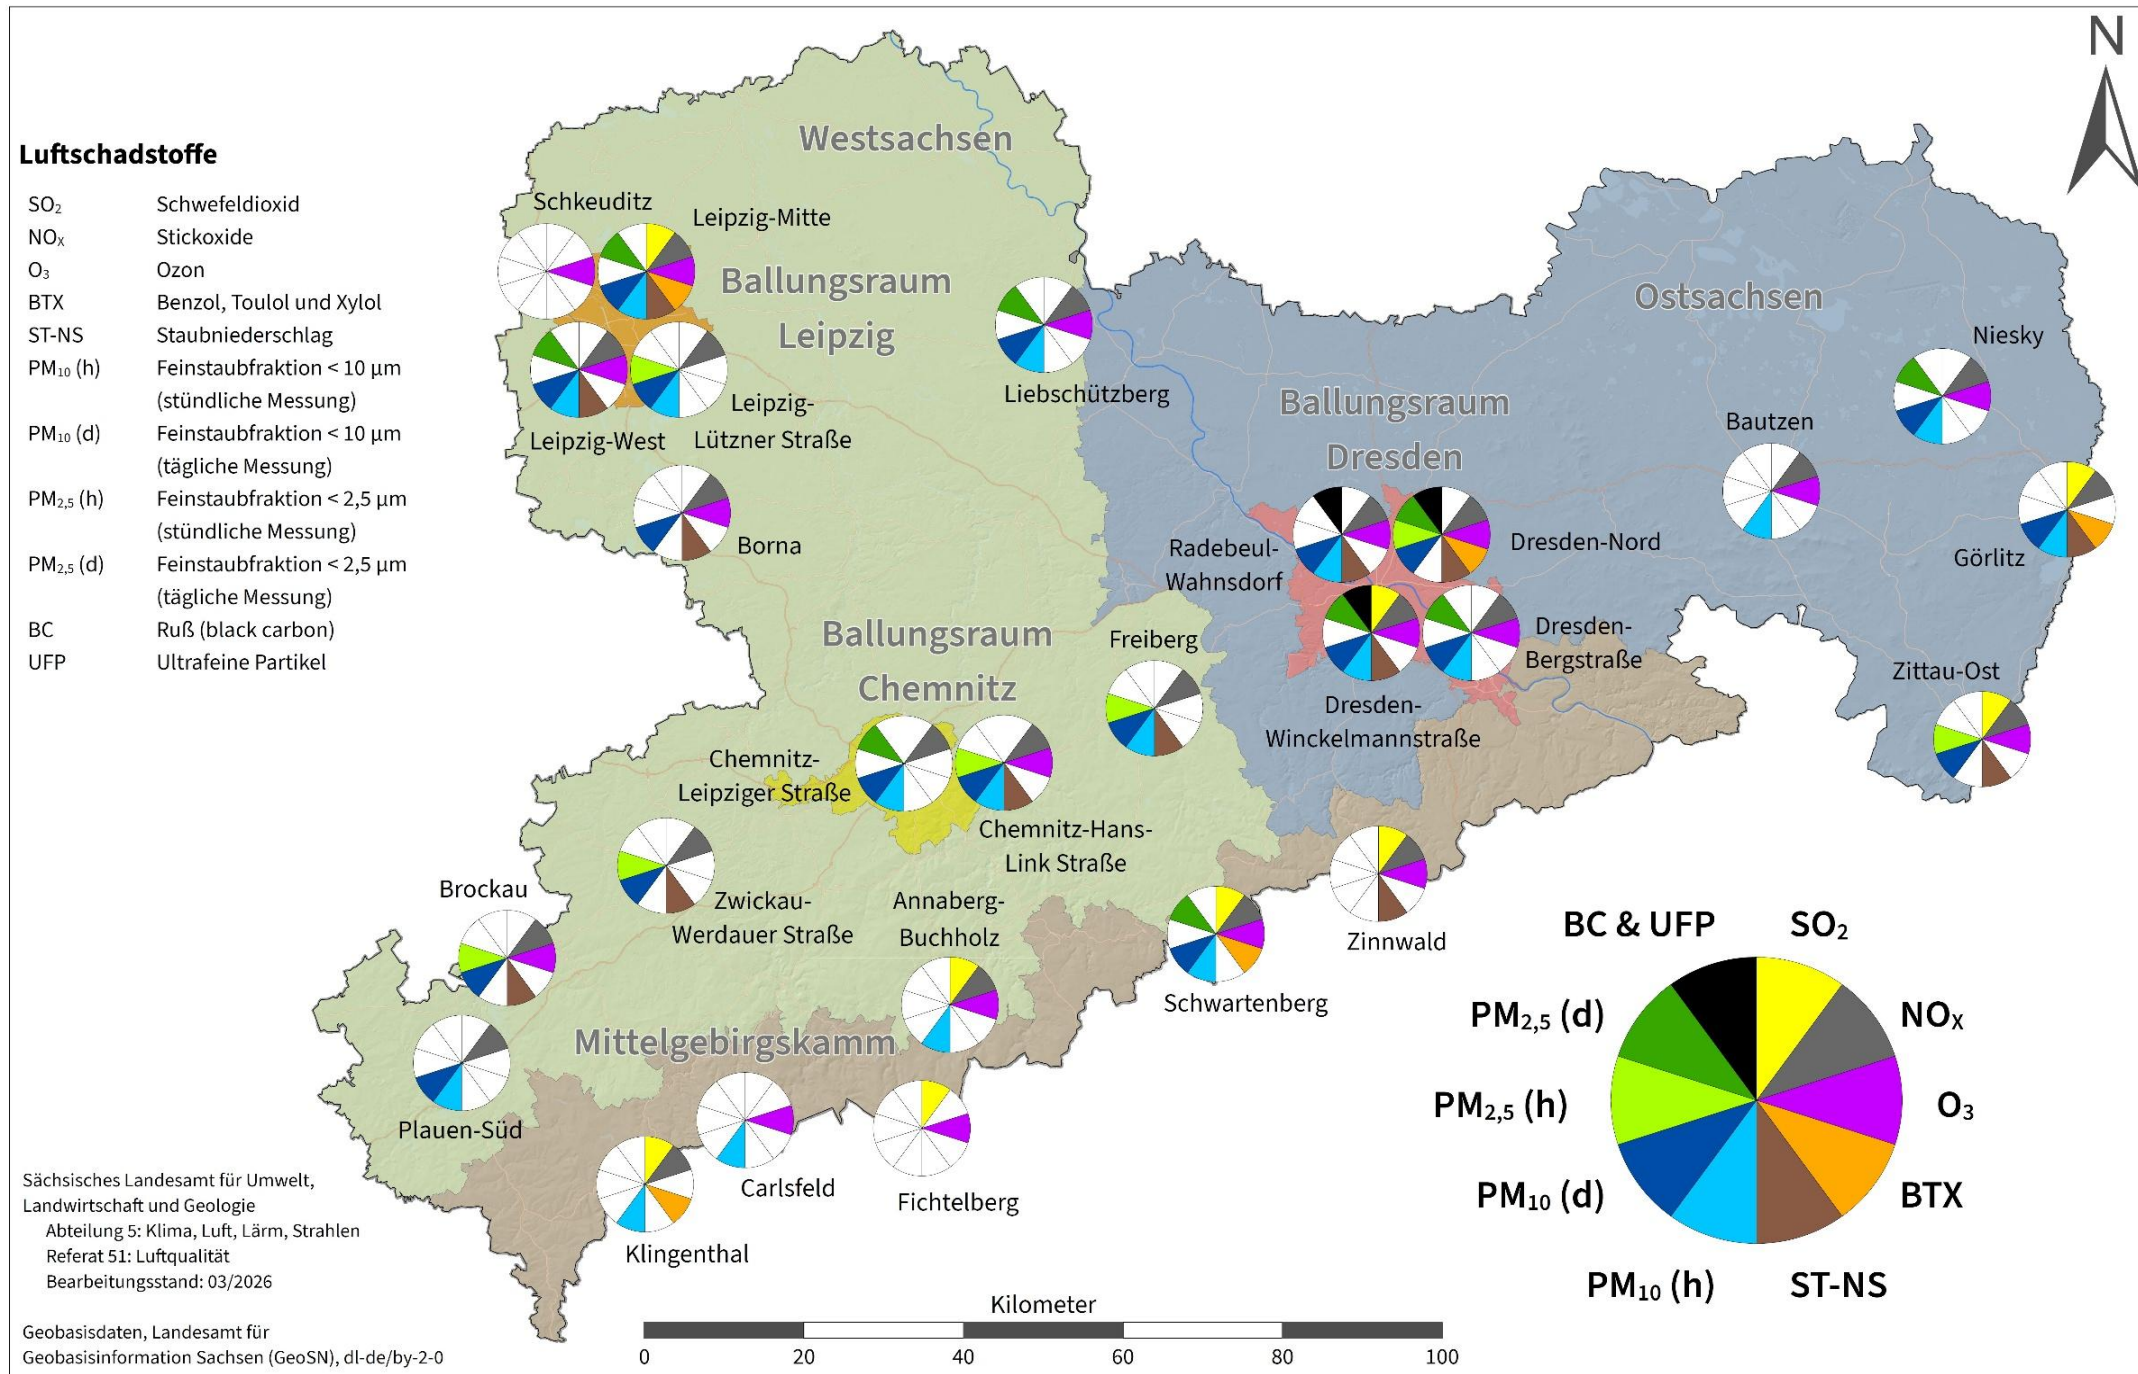 N
Westsachsen
Luftschadstoffe
SO₂ Schwefeldioxid
NOₓ Stickoxide
O₃ Ozon
BTX Benzol, Toulol und Xylol
ST-NS Staubniederschlag
PM₁₀ (h) Feinstaubfraktion < 10 µm
(stündliche Messung)
PM₁₀ (d) Feinstaubfraktion < 10 µm
(tägliche Messung)
PM₂,₅ (h) Feinstaubfraktion < 2,5 µm
(stündliche Messung)
PM₂,₅ (d) Feinstaubfraktion < 2,5 µm
(tägliche Messung)
BC Ruß (black carbon)
UFP Ultrafeine Partikel
Schkeuditz
Leipzig-Mitte
Ballungsraum
Leipzig
Leipzig-West
Leipzig-
Lützner Straße
Liebschützberg
Borna
Ostsachsen
Niesky
Bautzen
Görlitz
Zittau-Ost
Ballungsraum
Dresden
Radebeul-
Wahnsdorf
Dresden-Nord
Dresden-
Bergstraße
Dresden-
Winckelmannstraße
Ballungsraum
Chemnitz
Freiberg
Chemnitz-
Leipziger Straße
Chemnitz-Hans-
Link Straße
Zwickau-
Werdauer Straße
Annaberg-
Buchholz
Brockau
Schwartenberg
Zinnwald
Mittelgebirgskamm
Plauen-Süd
Carlsfeld
Fichtelberg
Klingenthal
BC & UFP
SO₂
PM₂,₅ (d)
NOₓ
PM₂,₅ (h)
O₃
PM₁₀ (d)
BTX
PM₁₀ (h)
ST-NS
Sächsisches Landesamt für Umwelt,
Landwirtschaft und Geologie
Abteilung 5: Klima, Luft, Lärm, Strahlen
Referat 51: Luftqualität
Bearbeitungsstand: 03/2026
Geobasisdaten, Landesamt für
Geobasisinformation Sachsen (GeoSN), dl-de/by-2-0
Kilometer
0 20 40 60 80 100